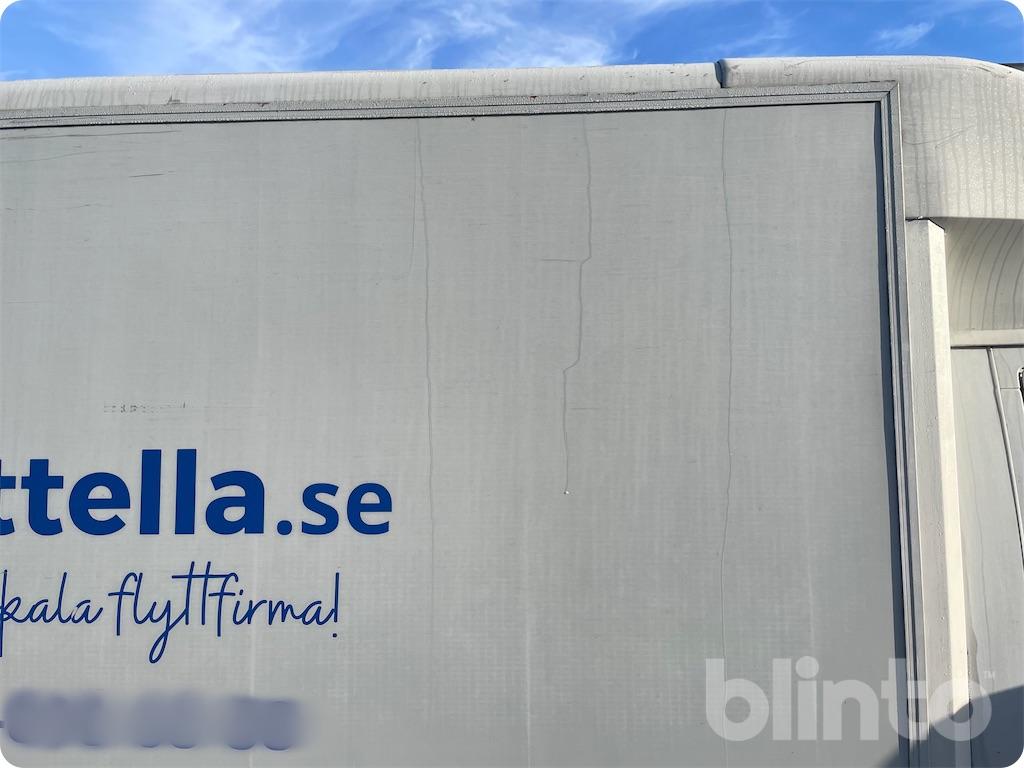 ttella.se
kala flyttfirma!
blinto